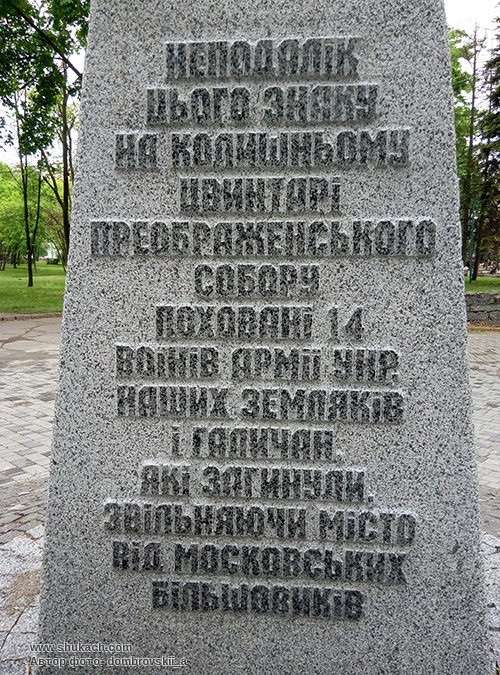 НЕПОДАЛІК
ЦЬОГО ЗНАКУ
НА КОЛИШНЬОМУ
ЦВИНТАРІ
ПРЕОБРАЖЕНСЬКОГО
СОБОРУ
ПОХОВАНІ 14
ВОЇНІВ АРМІЇ УНР,
НАШИХ ЗЕМЛЯКІВ
І ГАЛИЧАН,
ЯКІ ЗАГИНУЛИ,
ЗВІЛЬНЯЮЧИ МІСТО
ВІД МОСКОВСЬКИХ
БІЛЬШОВИКІВ
www.shukach.com
Автор фото- dombrovskii_a